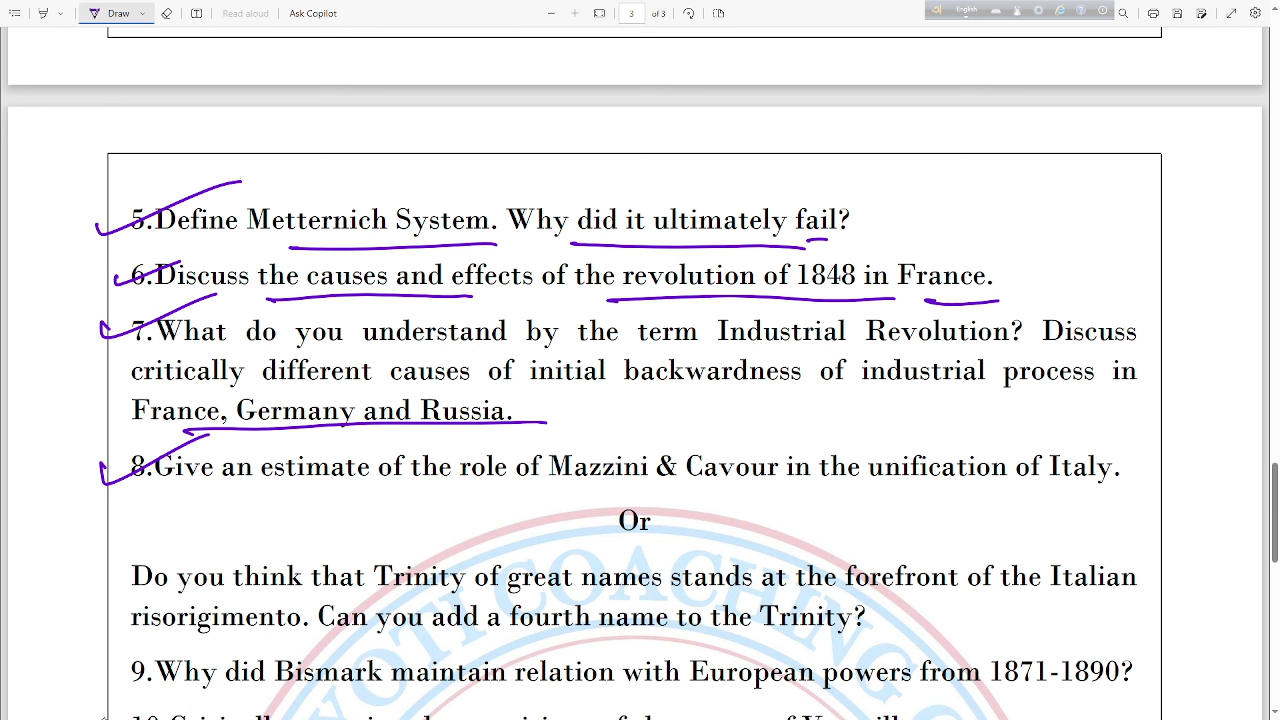 Draw
Read aloud
Ask Copilot
3 of 3
English
5.Define Metternich System. Why did it ultimately fail?
6.Discuss the causes and effects of the revolution of 1848 in France.
7.What do you understand by the term Industrial Revolution? Discuss
critically different causes of initial backwardness of industrial process in
France, Germany and Russia.
8.Give an estimate of the role of Mazzini & Cavour in the unification of Italy.
Or
Do you think that Trinity of great names stands at the forefront of the Italian
risorigimento. Can you add a fourth name to the Trinity?
9.Why did Bismark maintain relation with European powers from 1871-1890?
YOTI COACHING